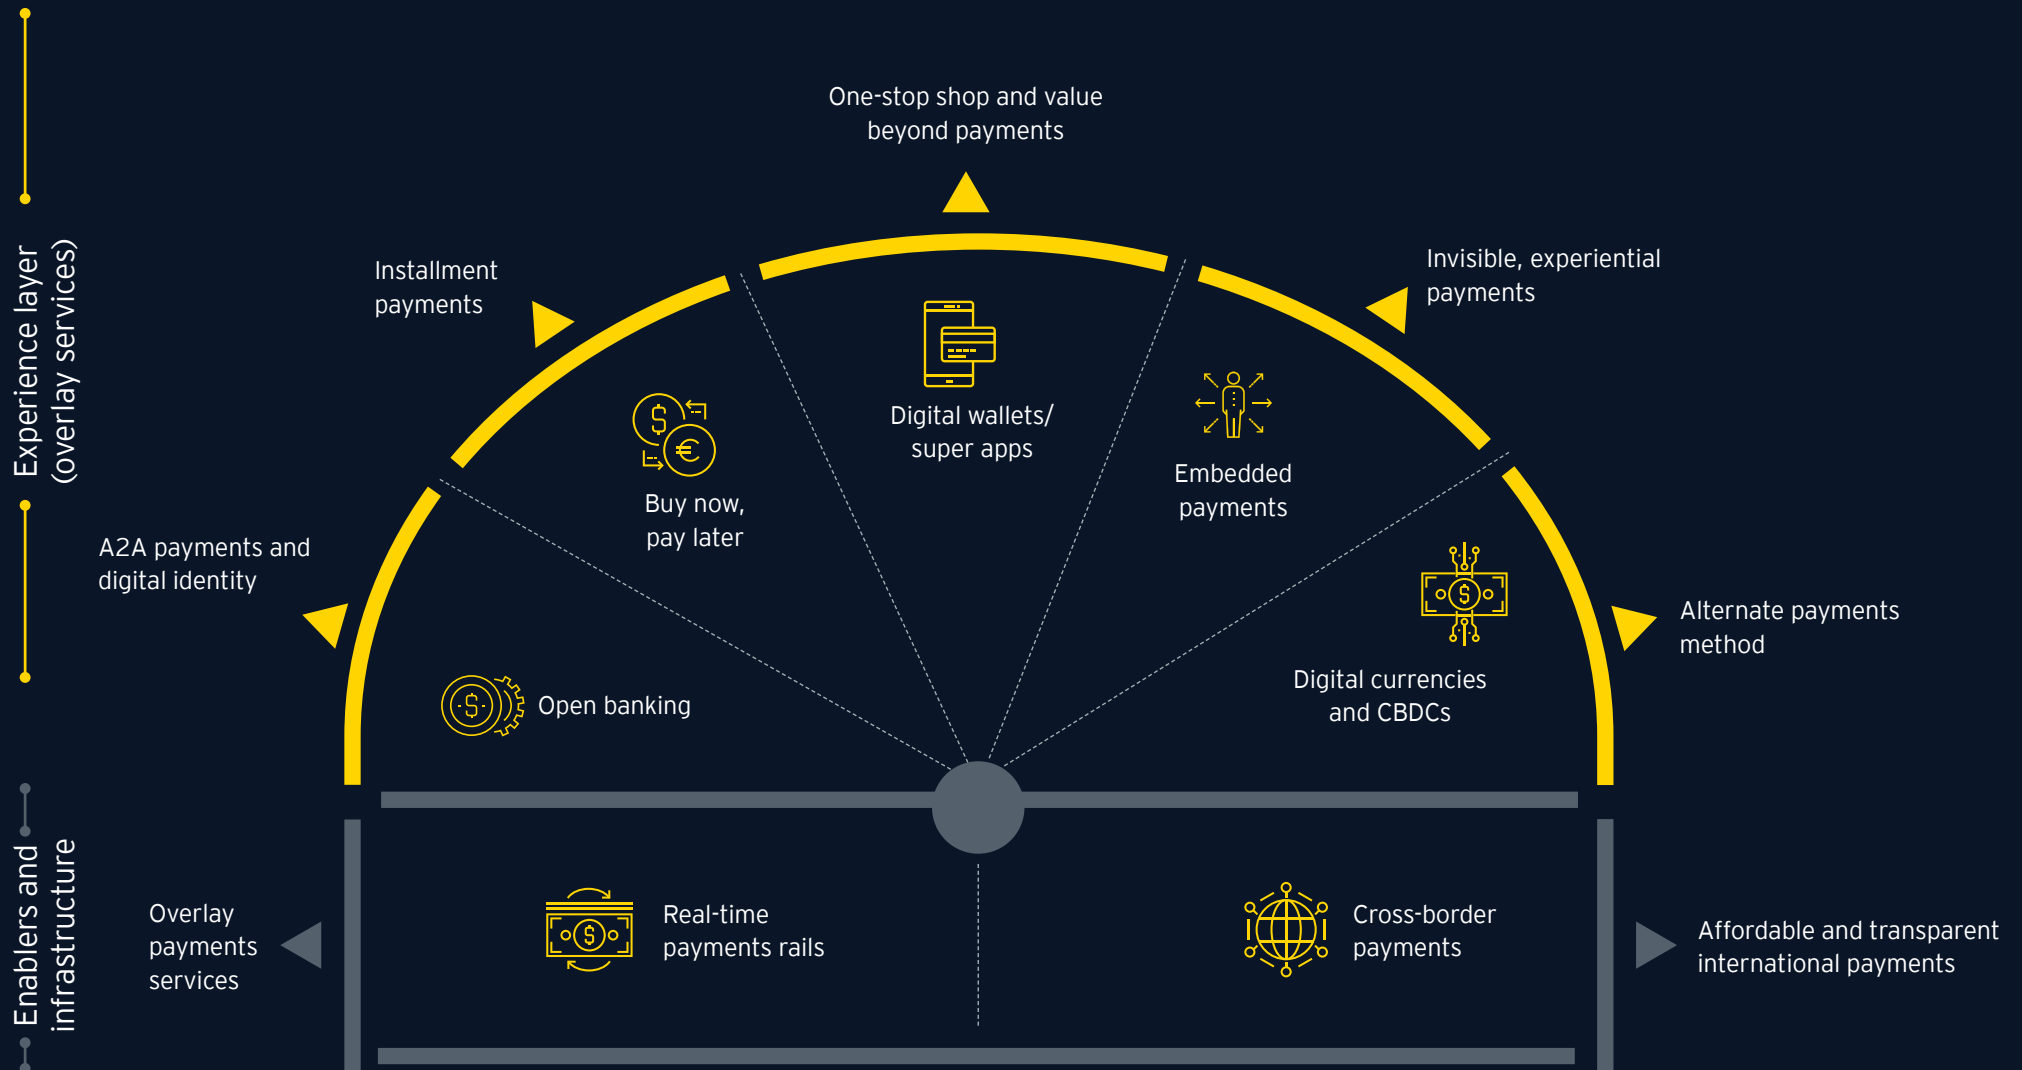 One-stop shop and value
beyond payments
Installment
payments
Invisible, experiential
payments
Experience layer
(overlay services)
Digital wallets/
super apps
Buy now,
pay later
Embedded
payments
A2A payments and
digital identity
Alternate payments
method
Open banking
Digital currencies
and CBDCs
Enablers and
infrastructure
Overlay
payments
services
Real-time
payments rails
Cross-border
payments
Affordable and transparent
international payments